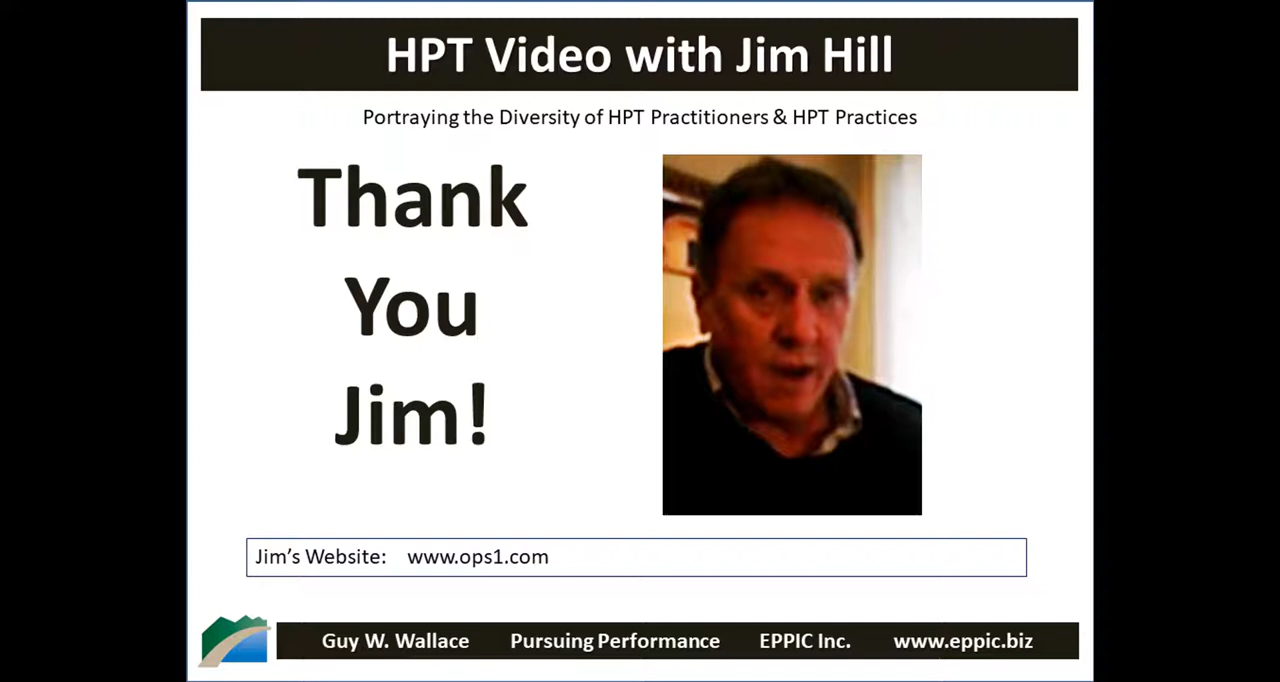 HPT Video with Jim Hill
Portraying the Diversity of HPT Practitioners & HPT Practices
Thank
You
Jim!
Jim’s Website: www.ops1.com
Guy W. Wallace Pursuing Performance EPPIC Inc. www.eppic.biz